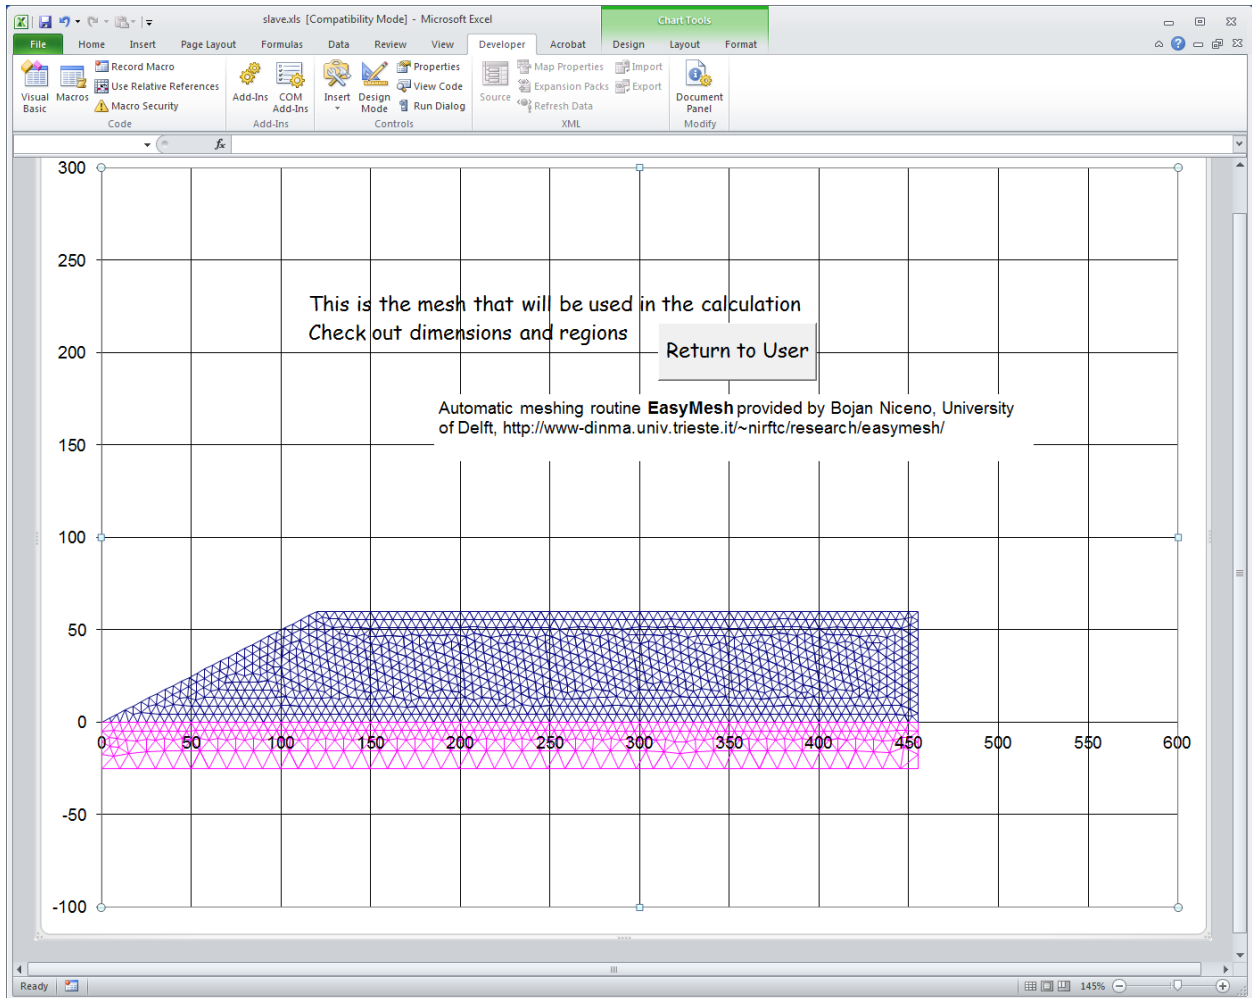 slave.xls [Compatibility Mode] - Microsoft Excel
Chart Tools
File Home Insert Page Layout Formulas Data Review View Developer Acrobat Design Layout Format
Visual Basic
Macros
Record Macro
Use Relative References
Macro Security
Code
Add-Ins
COM Add-Ins
Add-Ins
Insert
Design Mode
Properties
View Code
Run Dialog
Controls
Source
Map Properties
Expansion Packs
Refresh Data
Import
Export
XML
Document Panel
Modify
fx
300
250
This is the mesh that will be used in the calculation
Check out dimensions and regions
Return to User
200
Automatic meshing routine EasyMesh provided by Bojan Niceno, University
of Delft, http://www-dinma.univ.trieste.it/~nirftc/research/easymesh/
150
100
50
0
0 50 100 150 200 250 300 350 400 450 500 550 600
-50
-100
Ready
145%